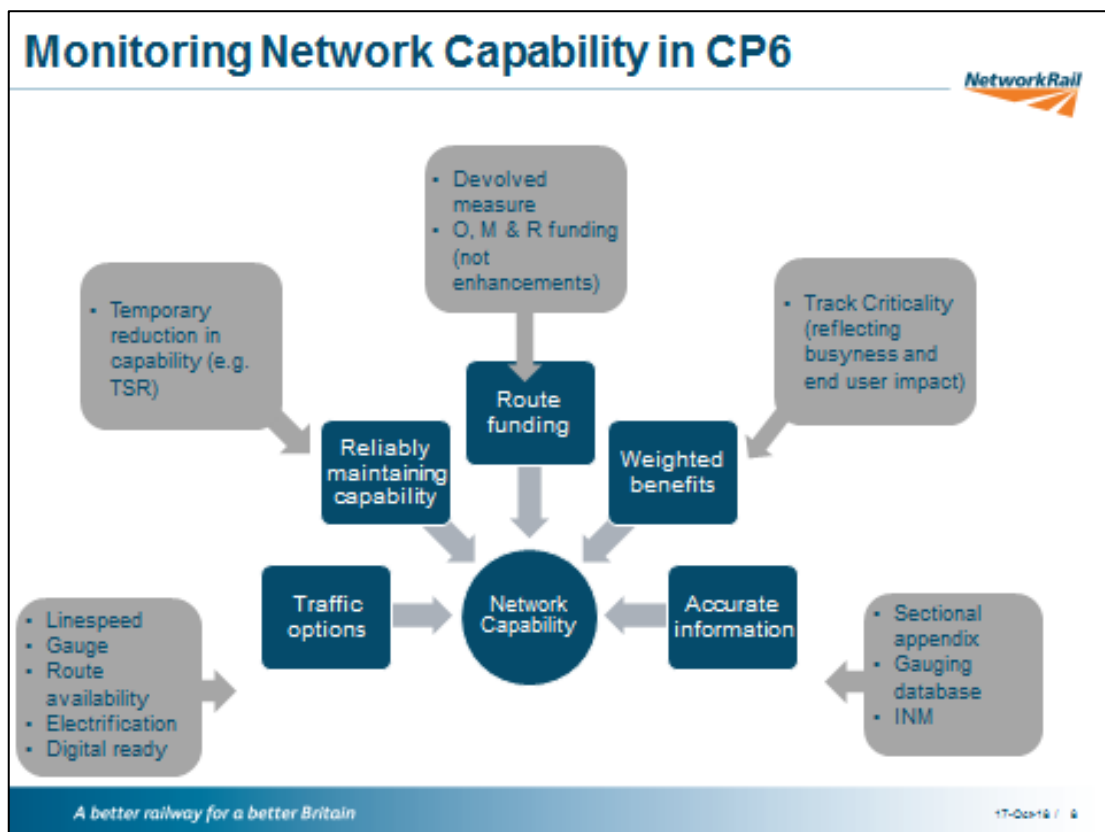 Monitoring Network Capability in CP6
NetworkRail
▪ Devolved
measure
▪ O, M & R funding
(not
enhancements)
▪ Temporary
reduction in
capability (e.g.
TSR)
▪ Track Criticality
(reflecting
busyness and
end user impact)
Route
funding
Reliably
maintaining
capability
Weighted
benefits
Traffic
options
Network
Capability
Accurate
information
▪ Linespeed
▪ Gauge
▪ Route
availability
▪ Electrification
▪ Digital ready
▪ Sectional
appendix
▪ Gauging
database
▪ INM
A better railway for a better Britain
/